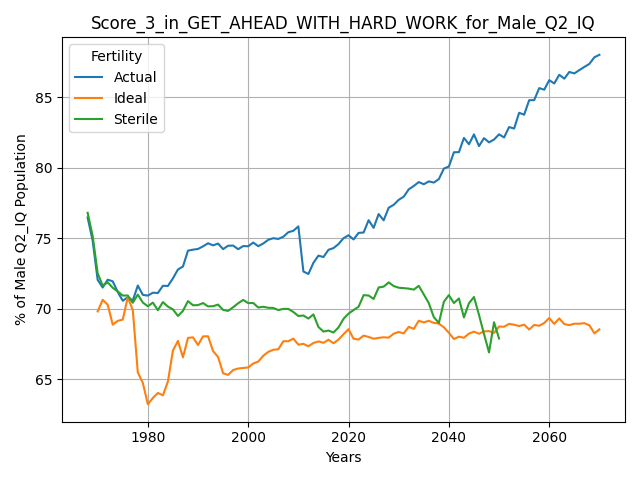 Score_3_in_GET_AHEAD_WITH_HARD_WORK_for_Male_Q2_IQ
Fertility
Actual
Ideal
Sterile
% of Male Q2_IQ Population
85
80
75
70
65
1980
2000
2020
2040
2060
Years